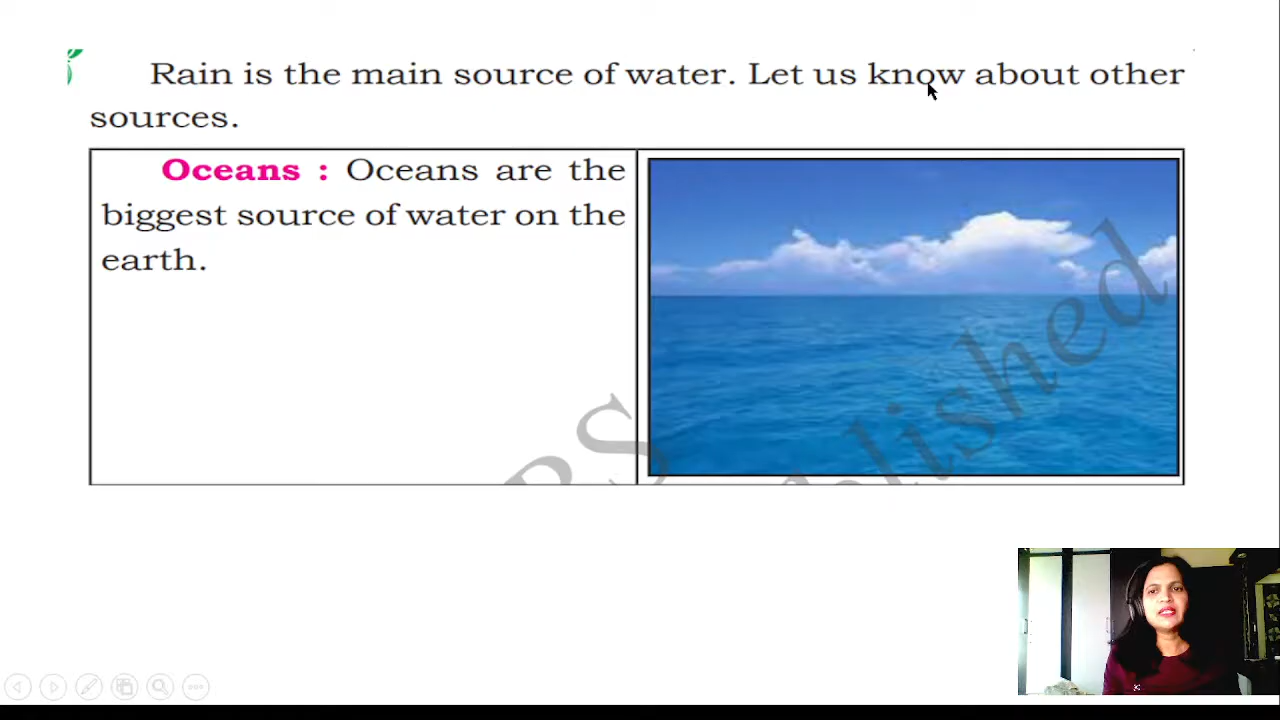 Rain is the main source of water. Let us know about other
sources.
Oceans : Oceans are the
biggest source of water on the
earth.
blished